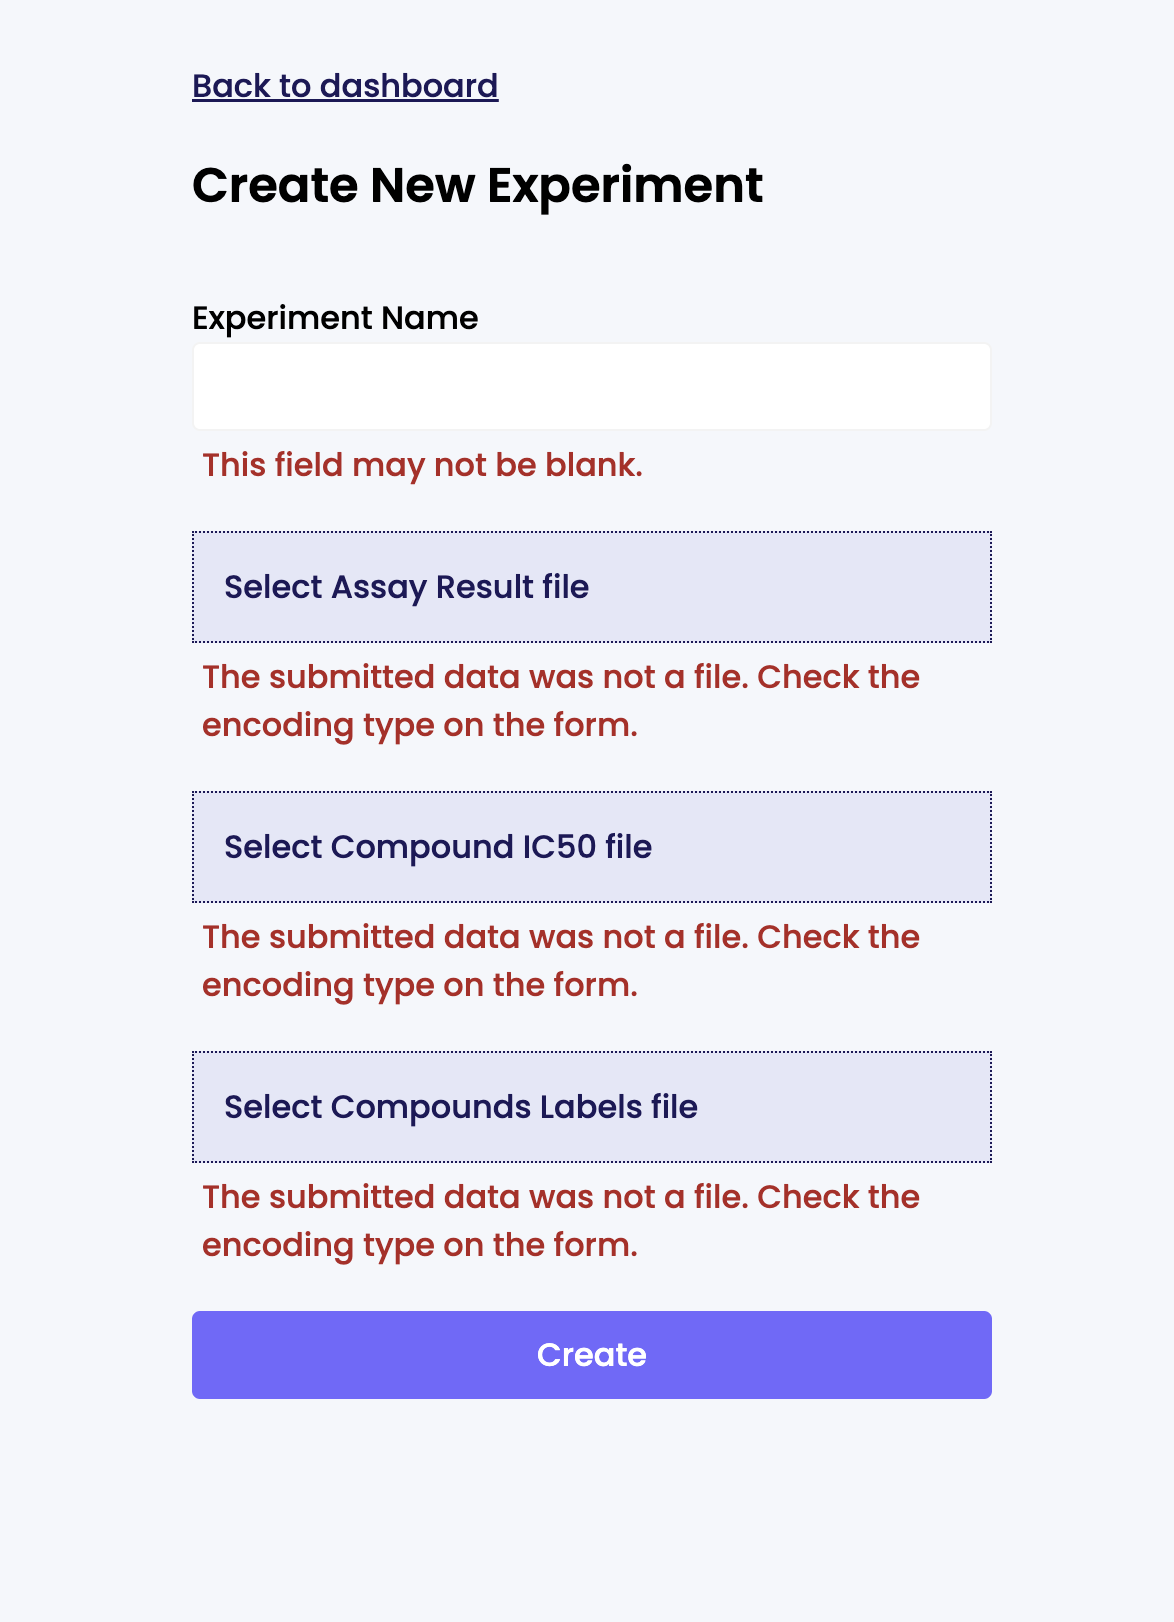 Back to dashboard
Create New Experiment
Experiment Name
This field may not be blank.
Select Assay Result file
The submitted data was not a file. Check the
encoding type on the form.
Select Compound IC50 file
The submitted data was not a file. Check the
encoding type on the form.
Select Compounds Labels file
The submitted data was not a file. Check the
encoding type on the form.
Create